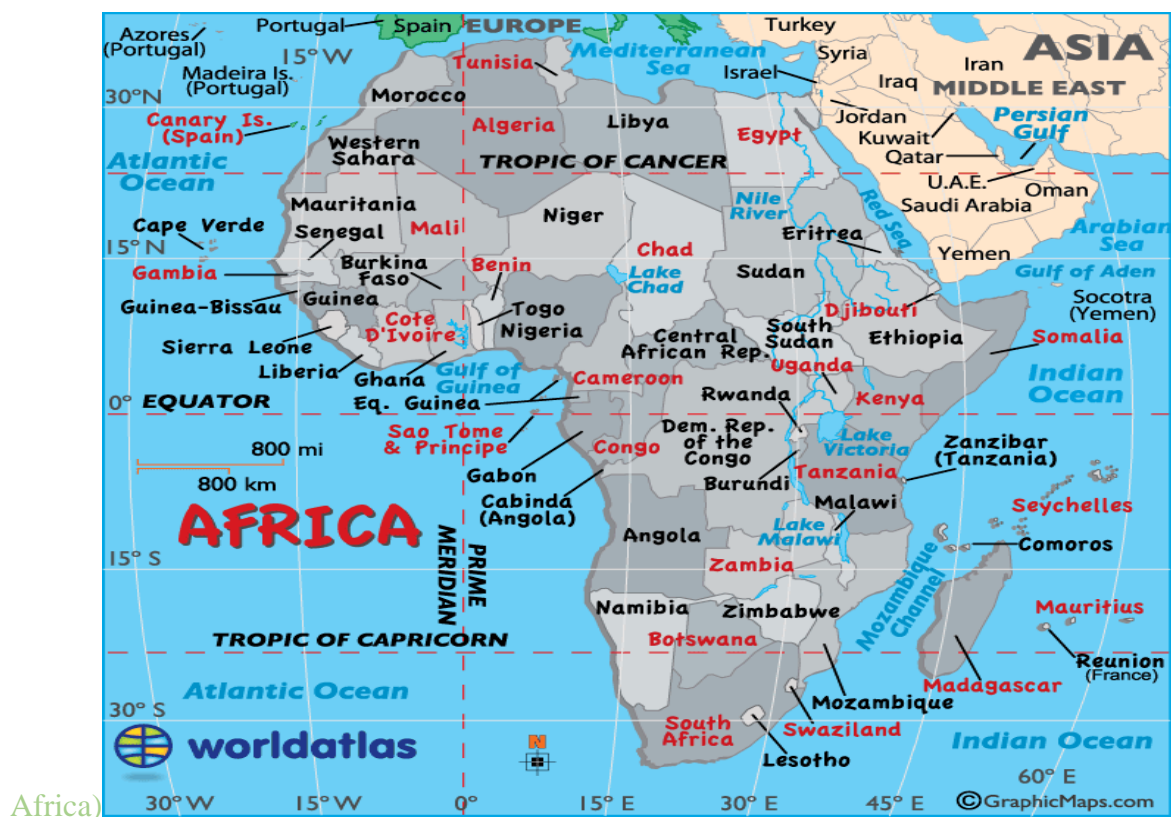 Azores
(Portugal)
Portugal
Spain
EUROPE
Turkey
ASIA
15° W
Mediterranean
Sea
Syria
Iran
Madeira Is.
(Portugal)
Tunisia
Israel
Iraq
MIDDLE EAST
30°N
Morocco
Canary Is.
(Spain)
Algeria
Libya
Egypt
Jordan
Kuwait
Persian
Gulf
Western
Sahara
Atlantic
Ocean
TROPIC OF CANCER
Qatar
U.A.E.
Oman
Saudi Arabia
Mauritania
Mali
Niger
Nile
River
Red Sea
Cape Verde
Senegal
Chad
Eritrea
Yemen
Arabian
Sea
15° N
Gambia
Burkina
Faso
Benin
Lake
Chad
Sudan
Gulf of Aden
Guinea-Bissau
Guinea
Togo
Nigeria
Djibouti
Socotra
(Yemen)
Cote
D'Ivoire
Sierra Leone
Central
African Rep.
South
Sudan
Ethiopia
Somalia
Liberia
Ghana
Gulf of
Guinea
Cameroon
Uganda
Indian
Ocean
EQUATOR
0°
Eq. Guinea
Rwanda
Kenya
Sao Tome
& Principe
Congo
Dem. Rep.
of the
Congo
Lake
Victoria
Zanzibar
(Tanzania)
800 mi
800 km
Gabon
Burundi
Tanzania
Cabinda
(Angola)
Malawi
Seychelles
AFRICA
Angola
Lake
Malawi
Comoros
15° S
PRIME
MERIDIAN
Zambia
Mozambique
Channel
Namibia
Zimbabwe
Mauritius
TROPIC OF CAPRICORN
Botswana
Reunion
(France)
Atlantic Ocean
Mozambique
Madagascar
30° S
South
Africa
Swaziland
worldatlas
N
Lesotho
Indian Ocean
60° E
30° W
15° W
0°
15° E
30° E
45° E
©GraphicMaps.com
Africa)